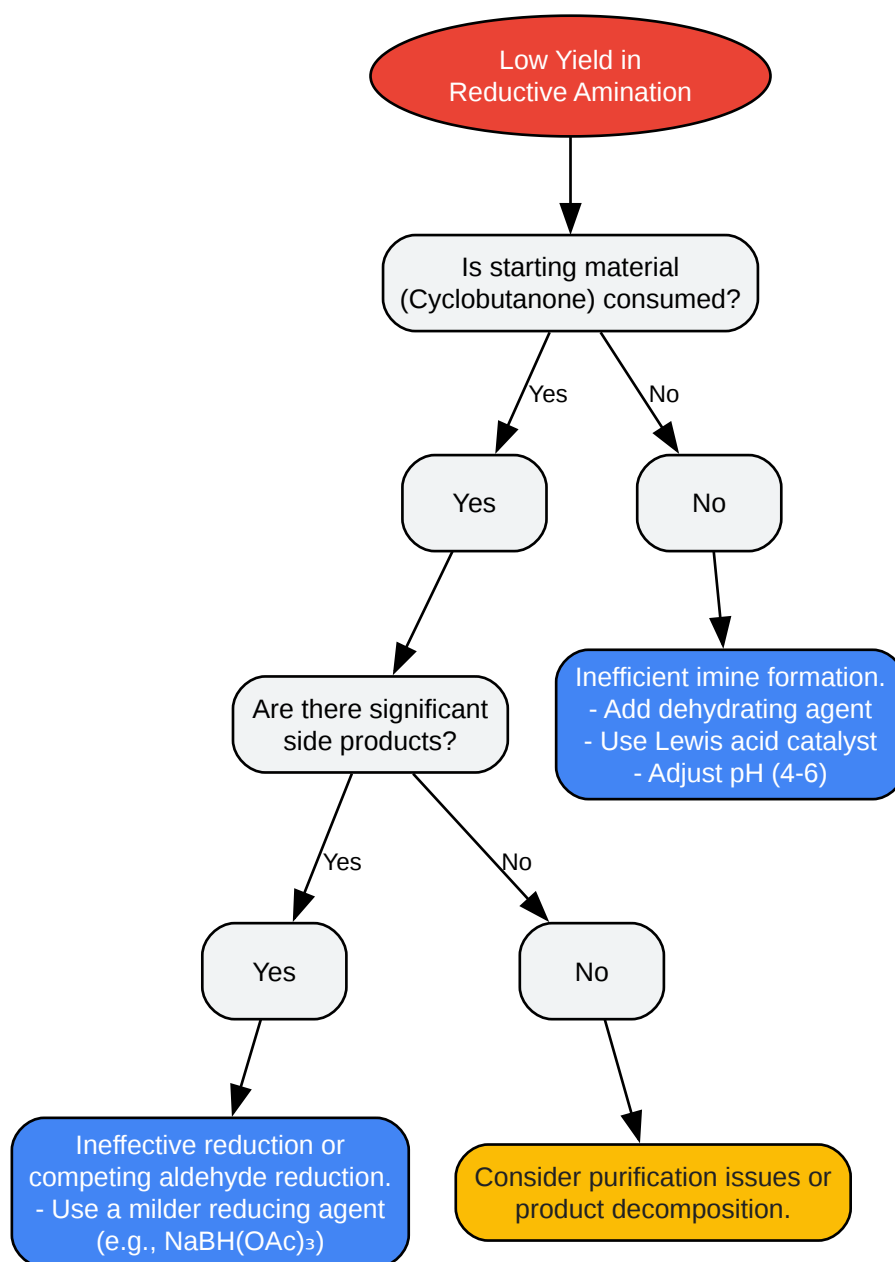 Low Yield in
Reductive Amination
Is starting material
(Cyclobutanone) consumed?
Yes
No
Yes
No
Inefficient imine formation.
- Add dehydrating agent
- Use Lewis acid catalyst
- Adjust pH (4-6)
Are there significant
side products?
Yes
No
Yes
No
Ineffective reduction or
competing aldehyde reduction.
- Use a milder reducing agent
(e.g., NaBH(OAc)₃)
Consider purification issues or
product decomposition.